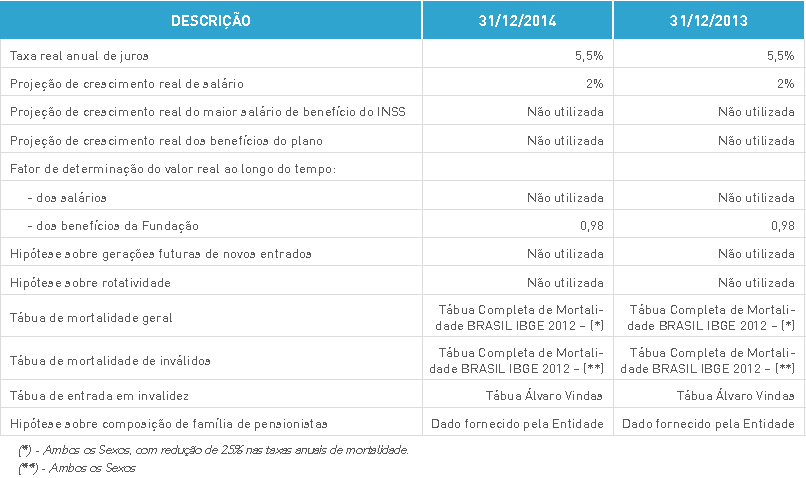 DESCRIÇÃO 31/12/2014 31/12/2013
Taxa real anual de juros 5,5% 5,5%
Projeção de crescimento real de salário 2% 2%
Projeção de crescimento real do maior salário de benefício do INSS Não utilizada Não utilizada
Projeção de crescimento real dos benefícios do plano Não utilizada Não utilizada
Fator de determinação do valor real ao longo do tempo:
- dos salários Não utilizada Não utilizada
- dos benefícios da Fundação 0,98 0,98
Hipótese sobre gerações futuras de novos entrados Não utilizada Não utilizada
Hipótese sobre rotatividade Não utilizada Não utilizada
Tábua de mortalidade geral
Tábua Completa de Mortali-
dade BRASIL IBGE 2012 – (*)
Tábua Completa de Mortali-
dade BRASIL IBGE 2012 – (*)
Tábua de mortalidade de inválidos
Tábua Completa de Mortali-
dade BRASIL IBGE 2012 – (**)
Tábua Completa de Mortali-
dade BRASIL IBGE 2012 – (**)
Tábua de entrada em invalidez Tábua Álvaro Vindas Tábua Álvaro Vindas
Hipótese sobre composição de família de pensionistas Dado fornecido pela Entidade Dado fornecido pela Entidade
(*) - Ambos os Sexos, com redução de 25% nas taxas anuais de mortalidade.
(**) - Ambos os Sexos